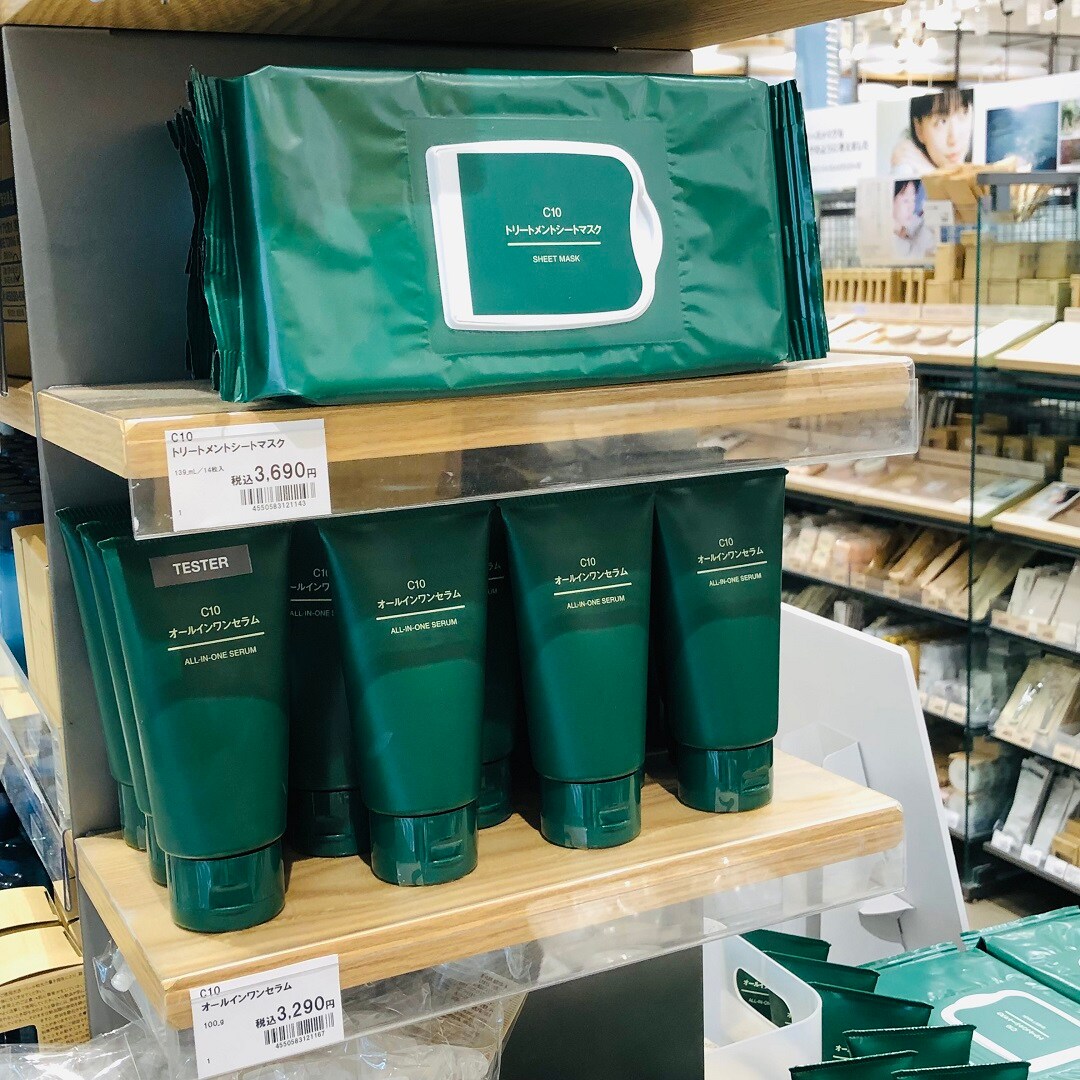 C10
トリートメントシートマスク
SHEET MASK
C10
トリートメントシートマスク
139mL/14枚入
税込3,690円
4550583121143
1
TESTER
C10
オールインワンセラム
ALL-IN-ONE SERUM
C10
オールインワンセラム
ALL-IN-ONE SERUM
C10
オールインワンセラム
ALL-IN-ONE SERUM
C10
オールインワンセラム
ALL-IN-ONE SERUM
C10
オールインワンセラム
100g
税込3,290円
4550583121167
1